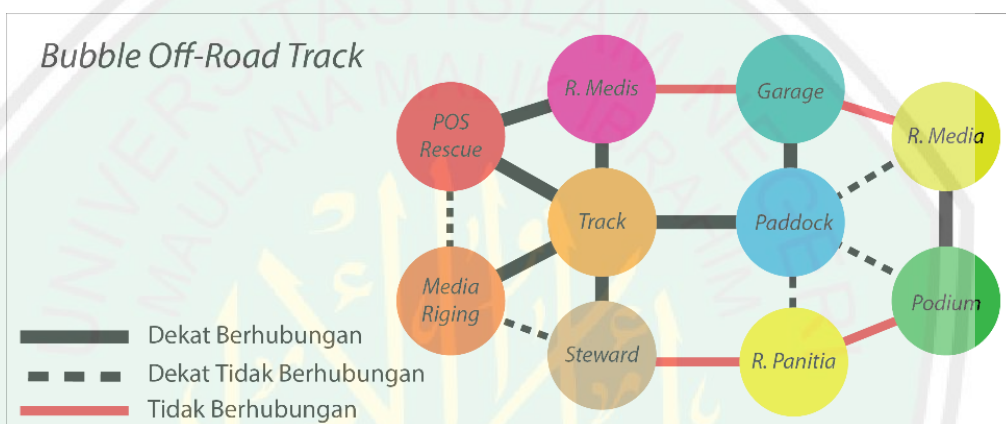 Bubble Off-Road Track
R. Medis
Garage
POS
Rescue
R. Media
Track
Paddock
Media
Riging
Podium
Steward
R. Panitia
Dekat Berhubungan
Dekat Tidak Berhubungan
Tidak Berhubungan